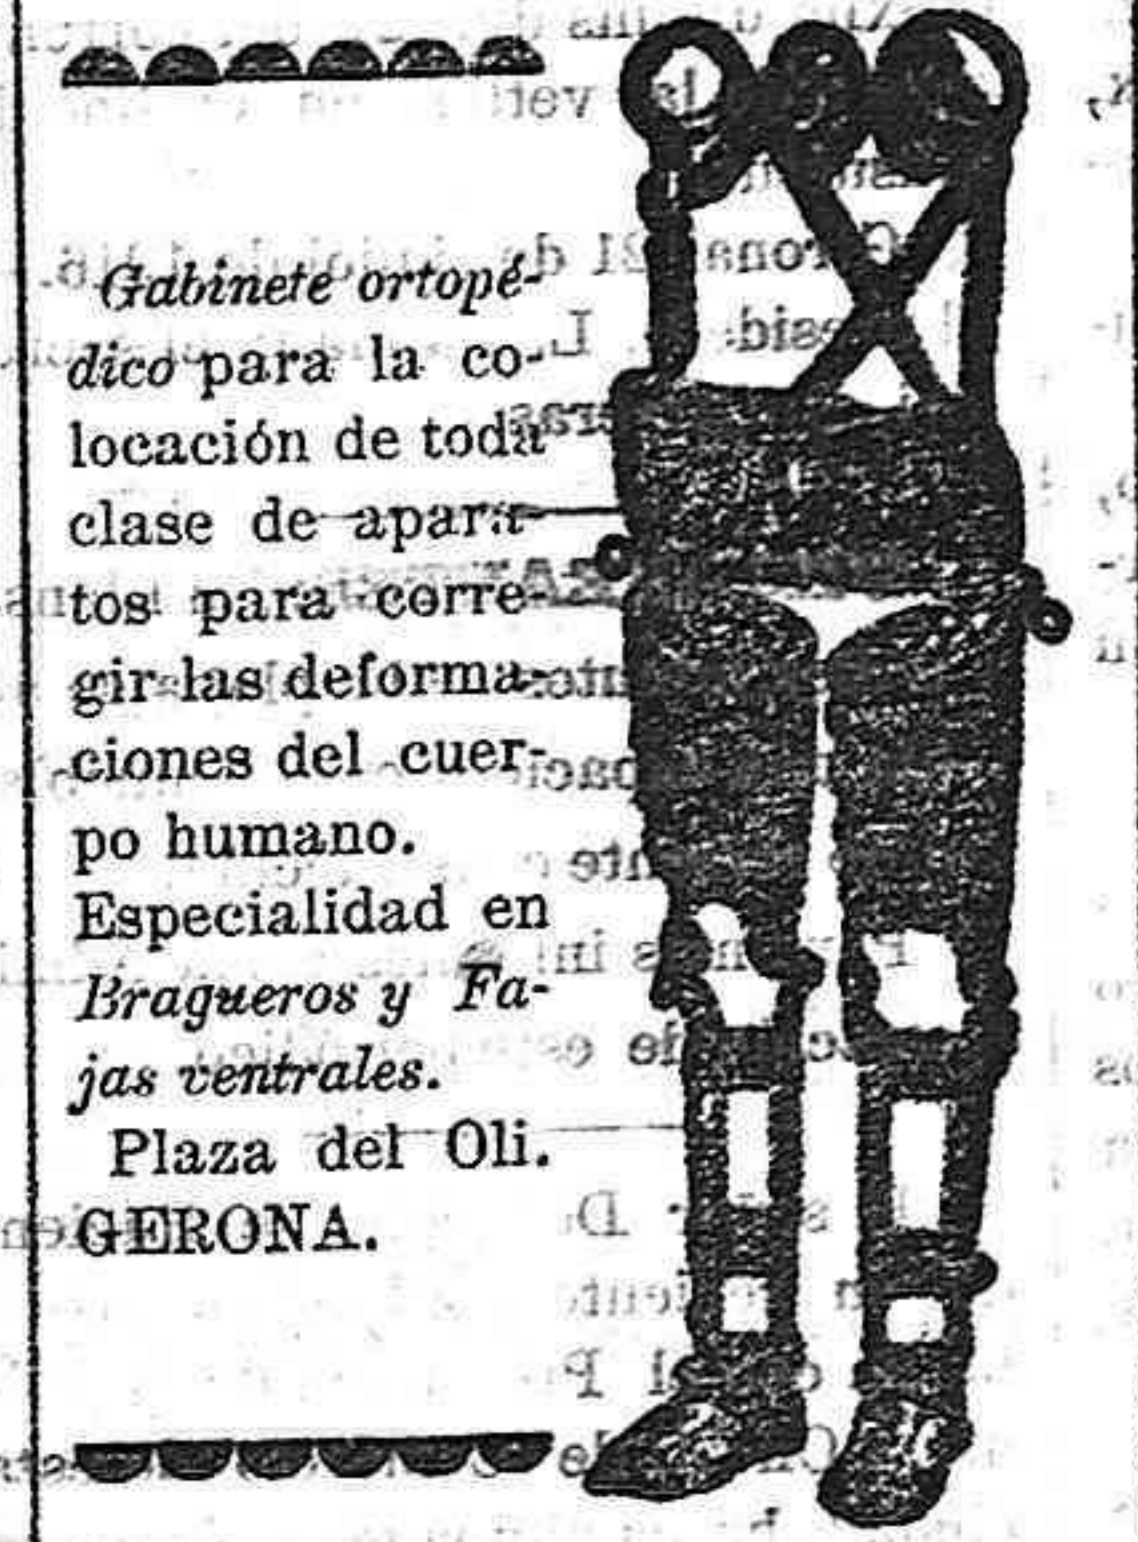 Gabinete ortopé-
dico para la co-
locación de toda
clase de apara-
tos para corre-
gir las deforma-
ciones del cuer-
po humano.
Especialidad en
Bragueros y Fa-
jas ventrales.
Plaza del Oli.
GERONA.